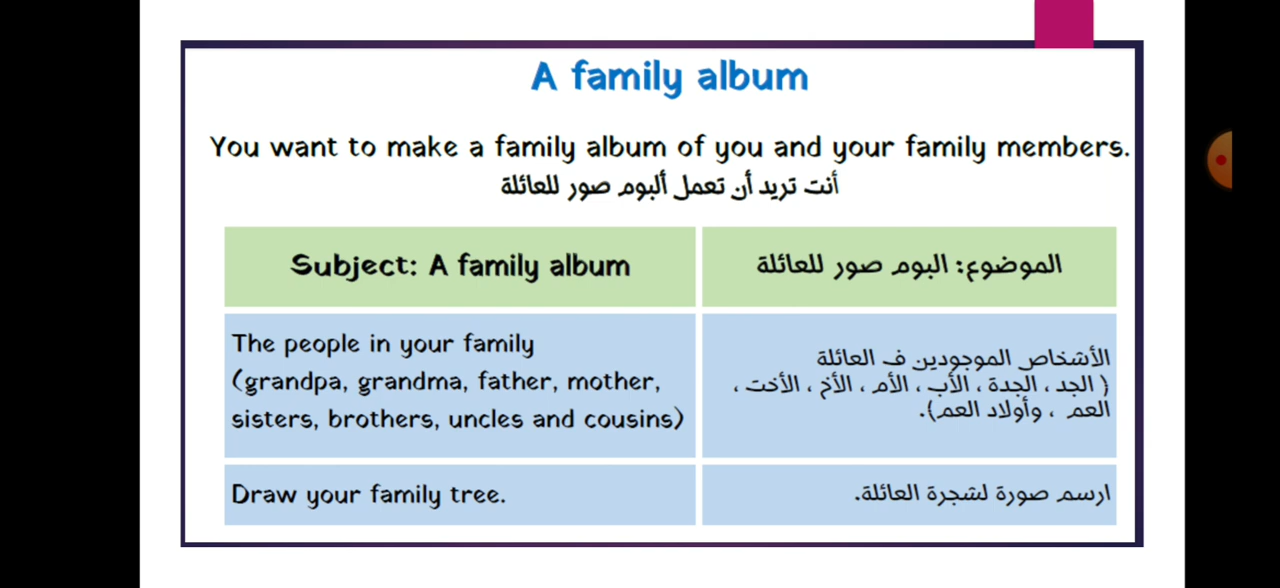 A family album
You want to make a family album of you and your family members.
أنت تريد أن تعمل ألبوم صور للعائلة
Subject: A family album
الموضوع: البوم صور للعائلة
The people in your family
(grandpa, grandma, father, mother,
sisters, brothers, uncles and cousins)
الأشخاص الموجودين ف العائلة
( الجد ، الجدة ، الأب ، الأم ، الأخ ، الأخت ،
العم ، وأولاد العم).
Draw your family tree.
ارسم صورة لشجرة العائلة.